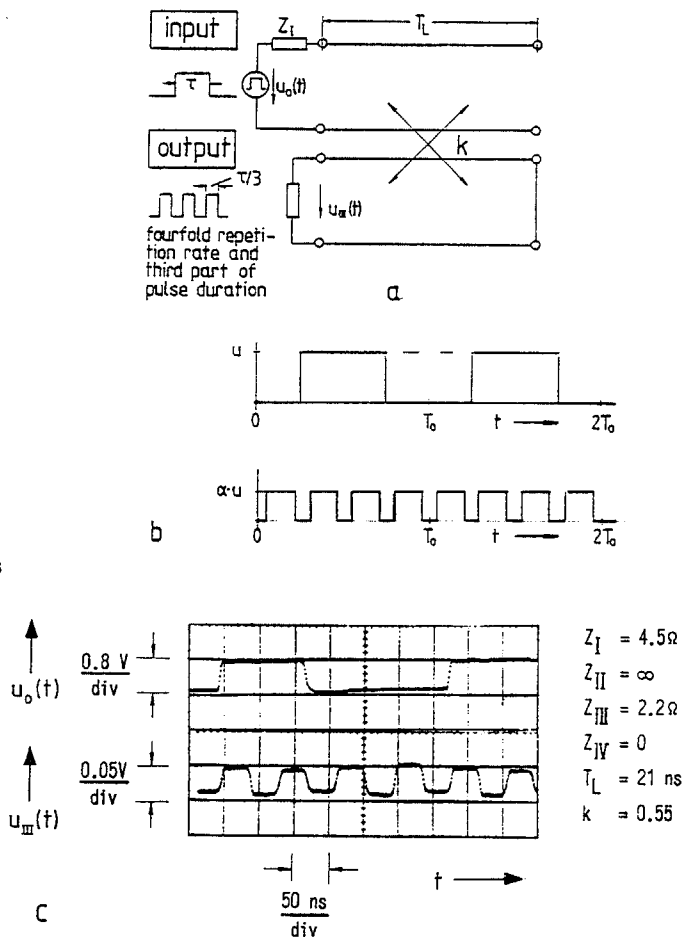 input
τ
Z_I
T_L
u_o(t)
k
output
τ/3
u_III(t)
fourfold repeti-
tion rate and
third part of
pulse duration
a
u
0
T_o
t
2T_o
α·u
b
0
T_o
t
2T_o
s
u_o(t)
0.8 V
div
Z_I = 4.5Ω
Z_II = ∞
Z_III = 2.2Ω
Z_IV = 0
T_L = 21 ns
k = 0.55
u_III(t)
0.05V
div
c
50 ns
div
t